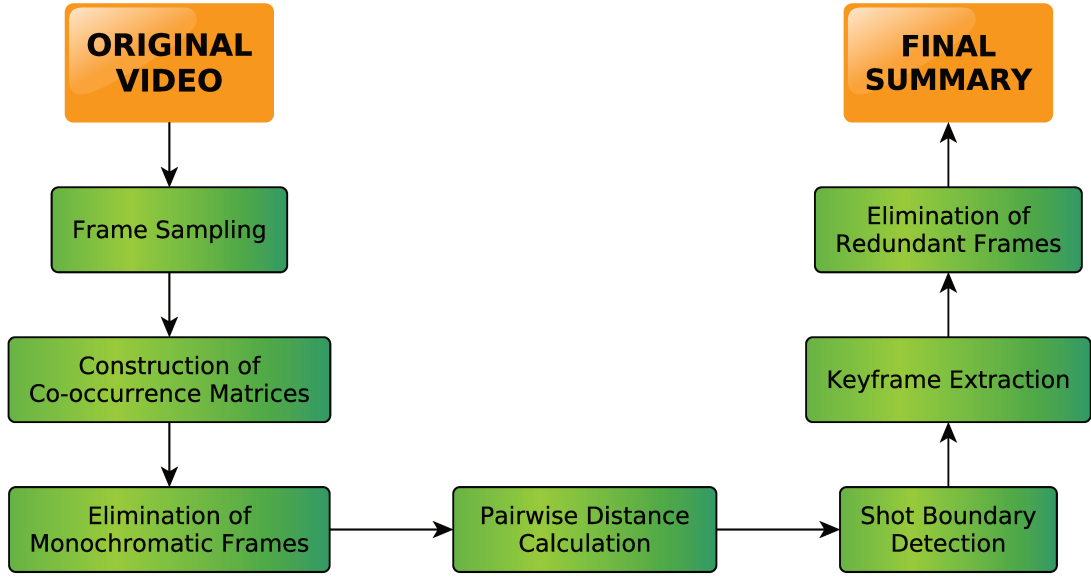 ORIGINAL
VIDEO
Frame Sampling
Construction of
Co-occurrence Matrices
Elimination of
Monochromatic Frames
Pairwise Distance
Calculation
Shot Boundary
Detection
Keyframe Extraction
Elimination of
Redundant Frames
FINAL
SUMMARY